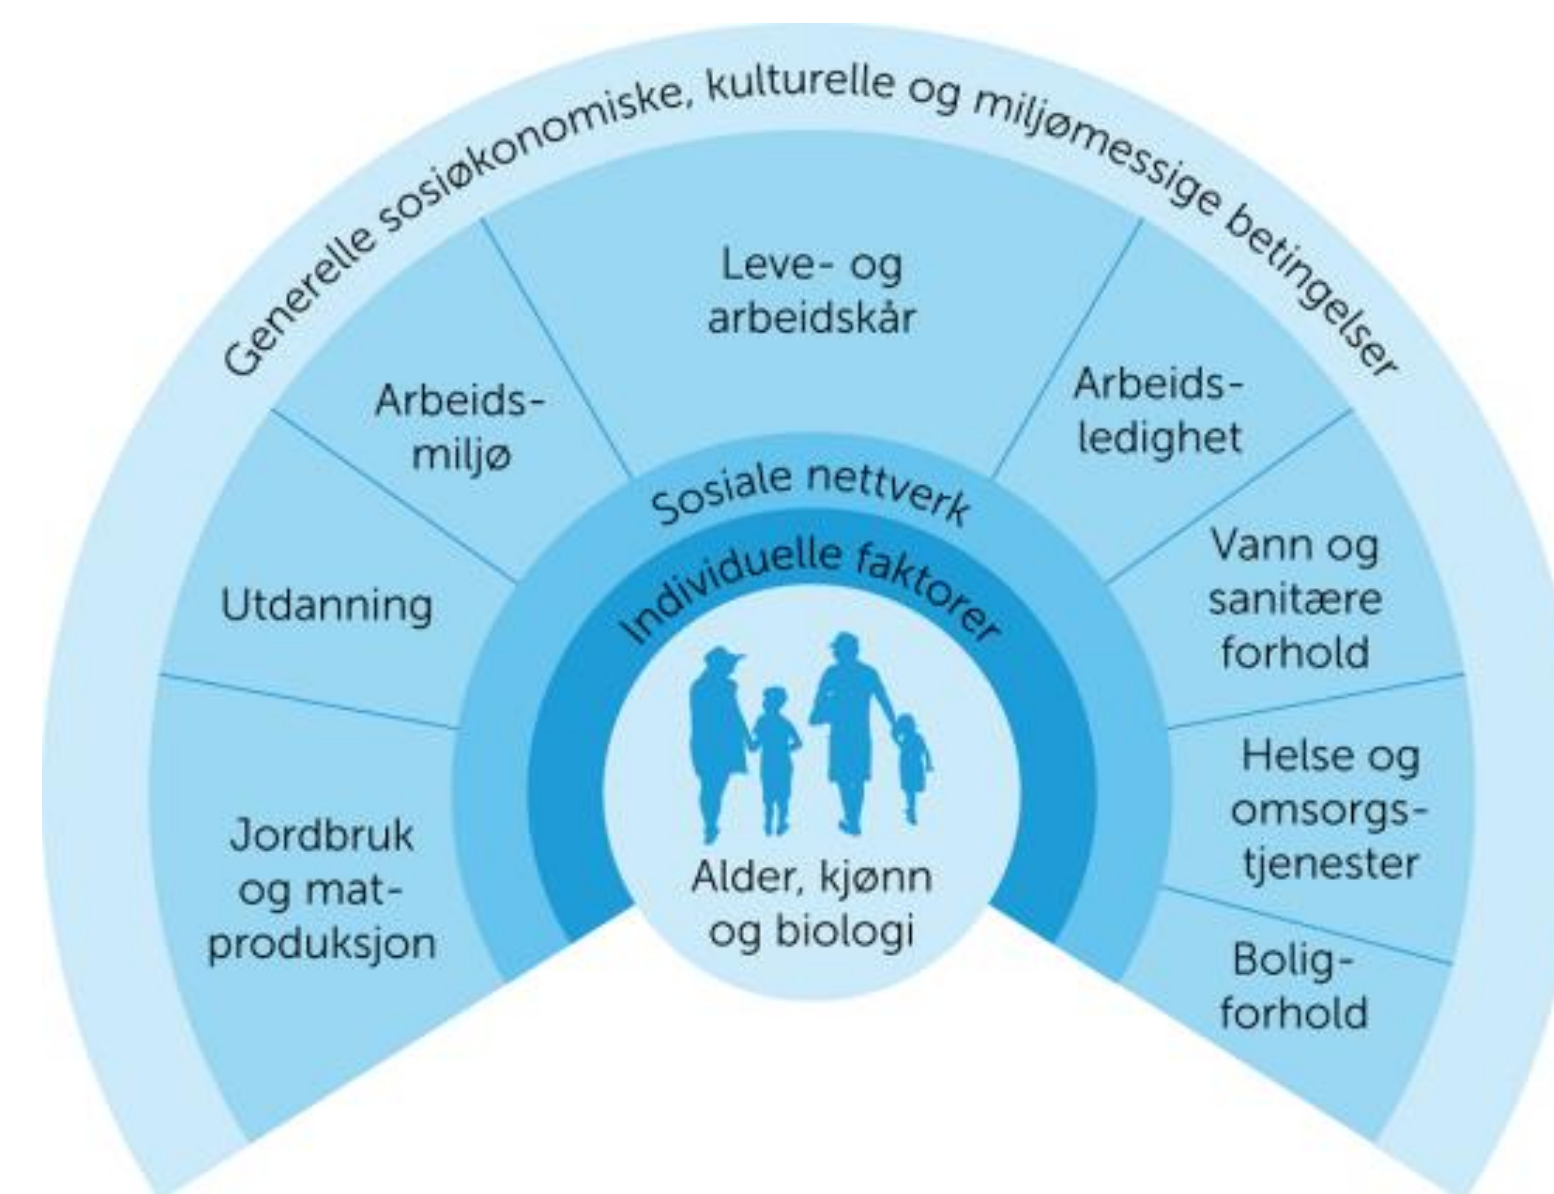 Generelle sosiøkonomiske, kulturelle og miljømessige betingelser
Leve- og
arbeidskår
Arbeids-
miljø
Arbeids-
ledighet
Utdanning
Vann og
sanitære
forhold
Jordbruk
og mat-
produksjon
Helse og
omsorgs-
tjenester
Bolig-
forhold
Sosiale nettverk
Individuelle faktorer
Alder, kjønn
og biologi